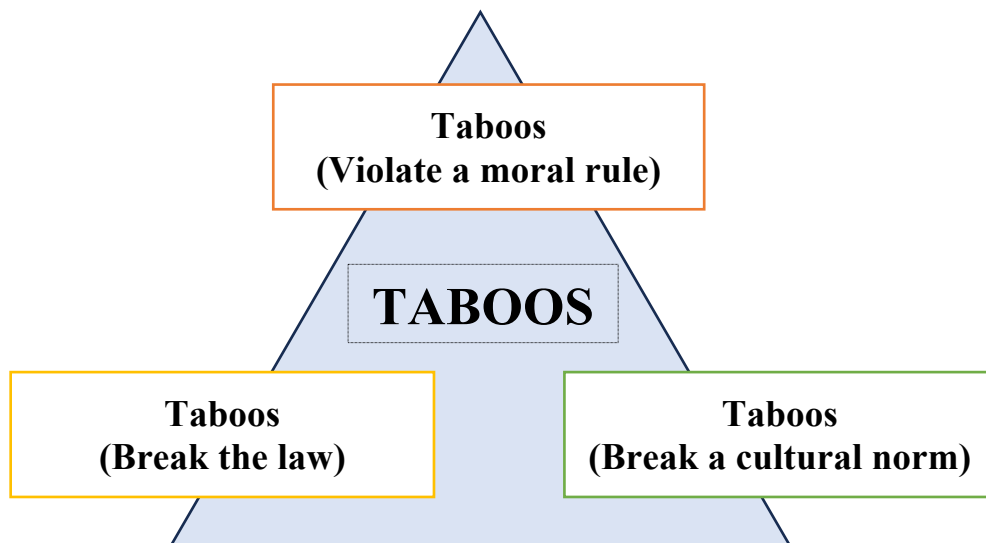 Taboos
(Violate a moral rule)
TABOOS
Taboos
(Break the law)
Taboos
(Break a cultural norm)